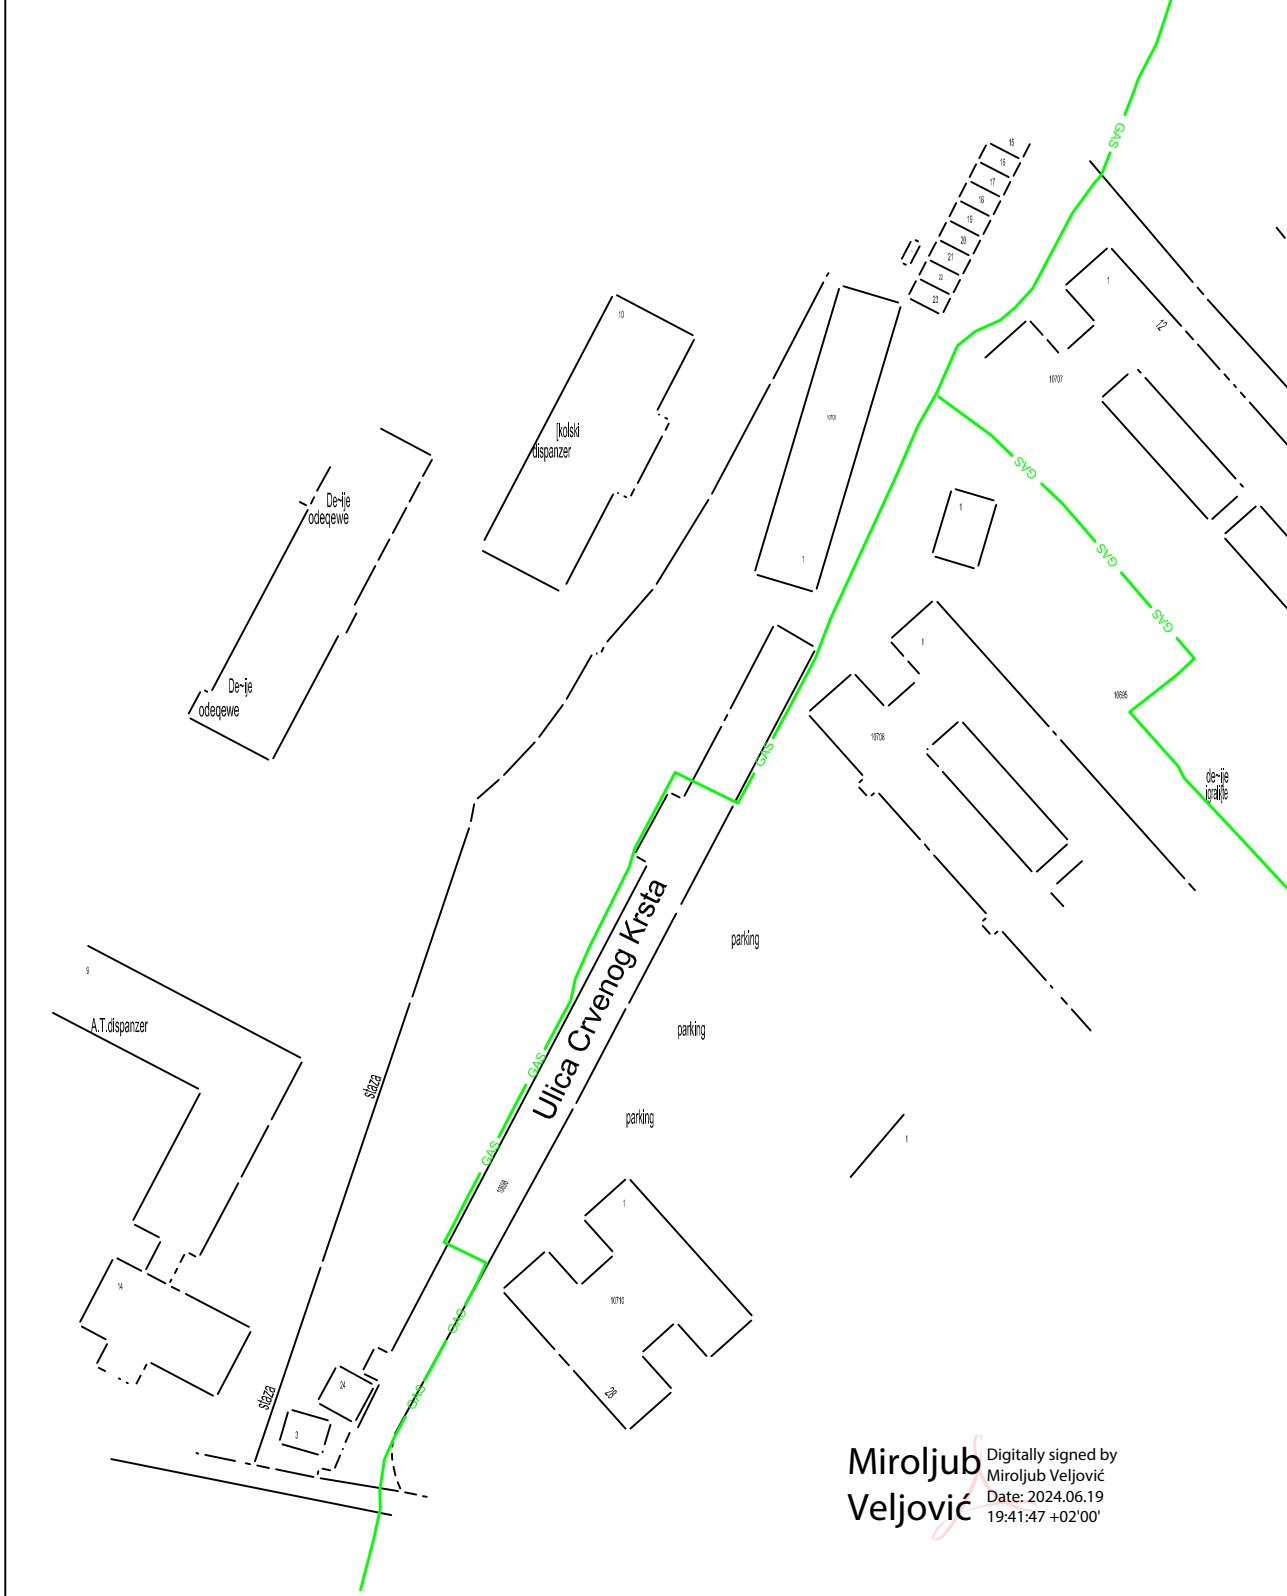 GAS
15
16
17
18
19
20
21
22
23
1
12
10707
10
[kolski
dispanzer
De~ije
odeqewe
GAS
1
1
GAS
GAS
1
10695
De~ije
odeqewe
10708
GAS
de~ije
igrali{te
Ulica Crvenog Krsta
parking
9
A.T.dispanzer
parking
staza
GAS
parking
1
GAS
10698
1
14
10710
GAS
24
28
GAS
staza
3
Miroljub
Veljović
Digitally signed by
Miroljub Veljović
Date: 2024.06.19
19:41:47 +02'00'